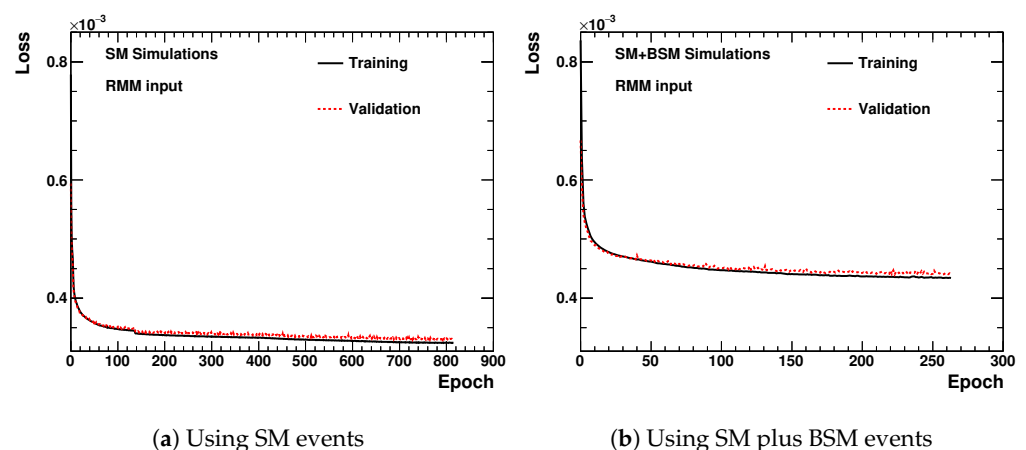 ×10⁻³
Loss
0.8
0.6
0.4
SM Simulations
RMM input
Training
Validation
0 100 200 300 400 500 600 700 800 900
Epoch
(a) Using SM events
×10⁻³
Loss
0.8
0.6
0.4
SM+BSM Simulations
RMM input
Training
Validation
0 50 100 150 200 250 300
Epoch
(b) Using SM plus BSM events